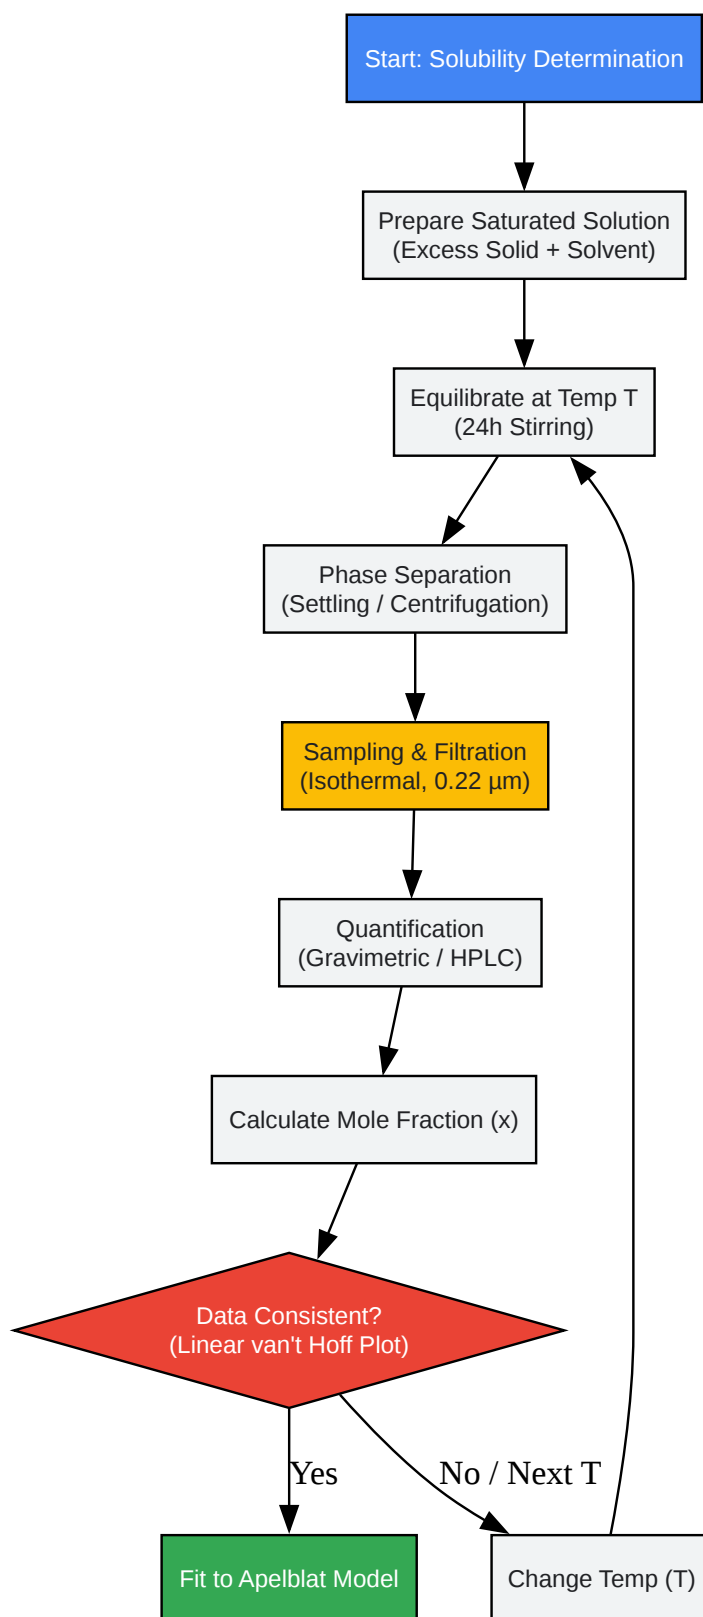 Start: Solubility Determination
Prepare Saturated Solution
(Excess Solid + Solvent)
Equilibrate at Temp T
(24h Stirring)
Phase Separation
(Settling / Centrifugation)
Sampling & Filtration
(Isothermal, 0.22 µm)
Quantification
(Gravimetric / HPLC)
Calculate Mole Fraction (x)
Data Consistent?
(Linear van't Hoff Plot)
Yes
No / Next T
Fit to Apelblat Model
Change Temp (T)